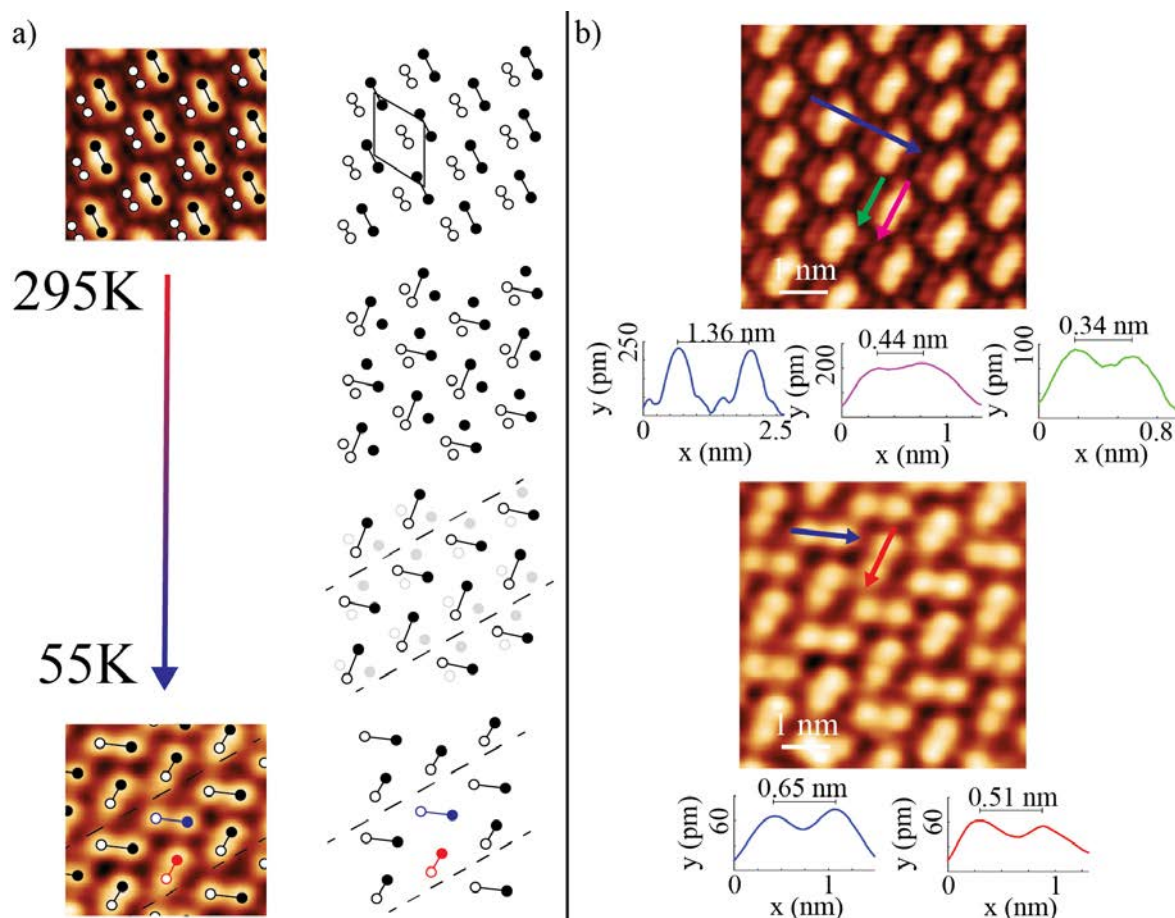 a)
295K
55K
b)
1 nm
1.36 nm
250
y (pm)
0
2.5
x (nm)
0.44 nm
200
y (pm)
0
1
x (nm)
0.34 nm
100
y (pm)
0
0.8
x (nm)
1 nm
0.65 nm
60
y (pm)
0
1
x (nm)
0.51 nm
60
y (pm)
0
1
x (nm)